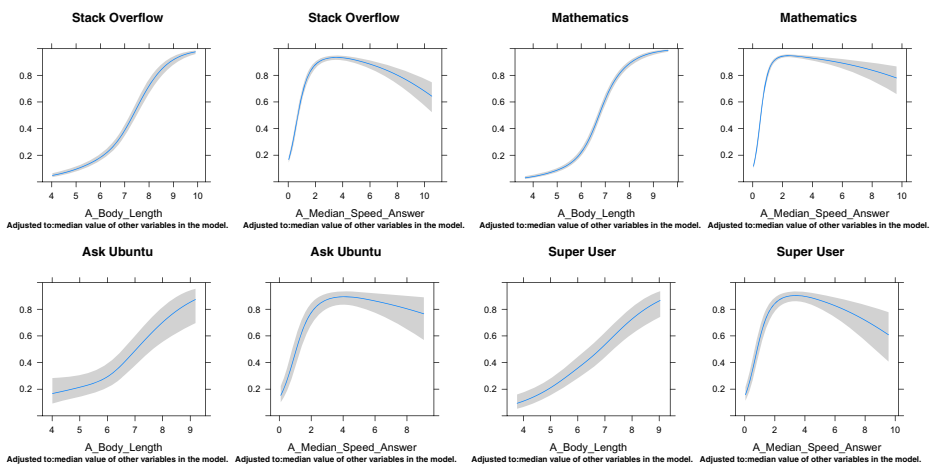 Stack Overflow
0.8
0.6
0.4
0.2
4 5 6 7 8 9 10
A_Body_Length
Adjusted to:median value of other variables in the model.
Stack Overflow
0.8
0.6
0.4
0.2
0 2 4 6 8 10
A_Median_Speed_Answer
Adjusted to:median value of other variables in the model.
Mathematics
0.8
0.6
0.4
0.2
4 5 6 7 8 9
A_Body_Length
Adjusted to:median value of other variables in the model.
Mathematics
0.8
0.6
0.4
0.2
0 2 4 6 8 10
A_Median_Speed_Answer
Adjusted to:median value of other variables in the model.
Ask Ubuntu
0.8
0.6
0.4
0.2
4 5 6 7 8 9
A_Body_Length
Adjusted to:median value of other variables in the model.
Ask Ubuntu
0.8
0.6
0.4
0.2
0 2 4 6 8
A_Median_Speed_Answer
Adjusted to:median value of other variables in the model.
Super User
0.8
0.6
0.4
0.2
4 5 6 7 8 9
A_Body_Length
Adjusted to:median value of other variables in the model.
Super User
0.8
0.6
0.4
0.2
0 2 4 6 8 10
A_Median_Speed_Answer
Adjusted to:median value of other variables in the model.